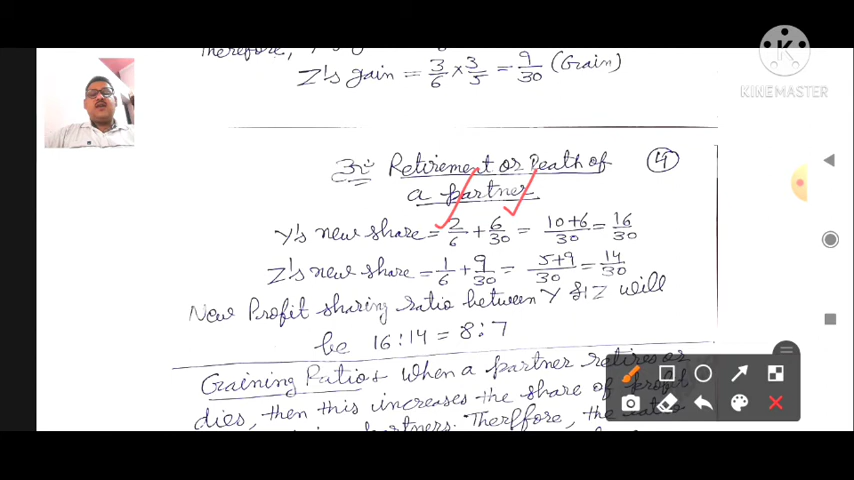 Therefore,
Z's gain = 3/6 × 3/5 = 9/30 (Grain)
KINEMASTER
Retirement or Death of
4
a partner
Y's new share = 2/6 + 6/30 = 10+6/30 = 16/30
Z's new share = 1/6 + 9/30 = 5+9/30 = 14/30
New Profit sharing ratio between Y & Z will
be 16:14 = 8:7
Graining Ratio: When a partner retires or
dies, then this increases the share of profit
partners. Therffore, the